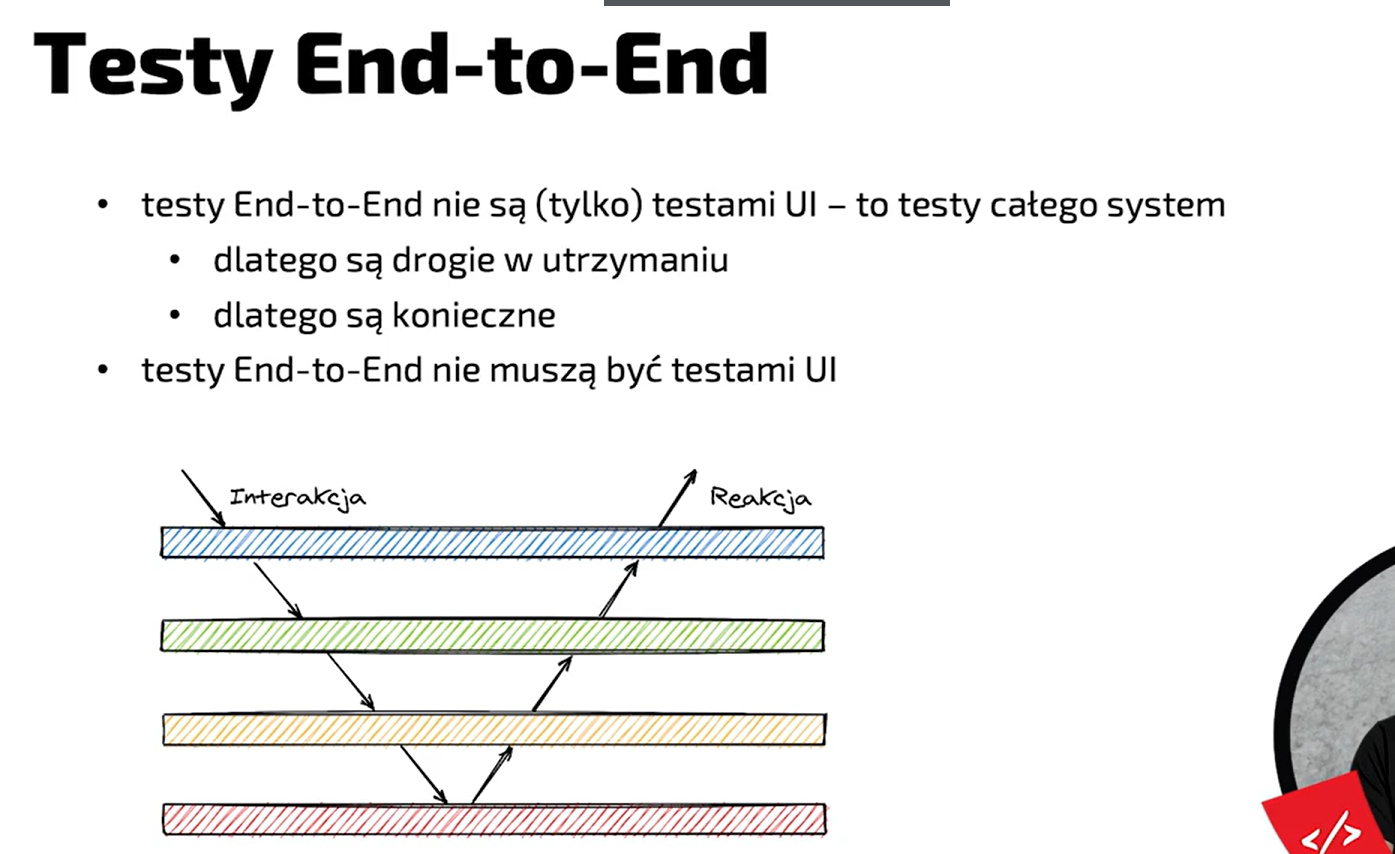 Testy End-to-End
• testy End-to-End nie są (tylko) testami UI – to testy całego system
• dlatego są drogie w utrzymaniu
• dlatego są konieczne
• testy End-to-End nie muszą być testami UI
Interakcja
Reakcja
</>